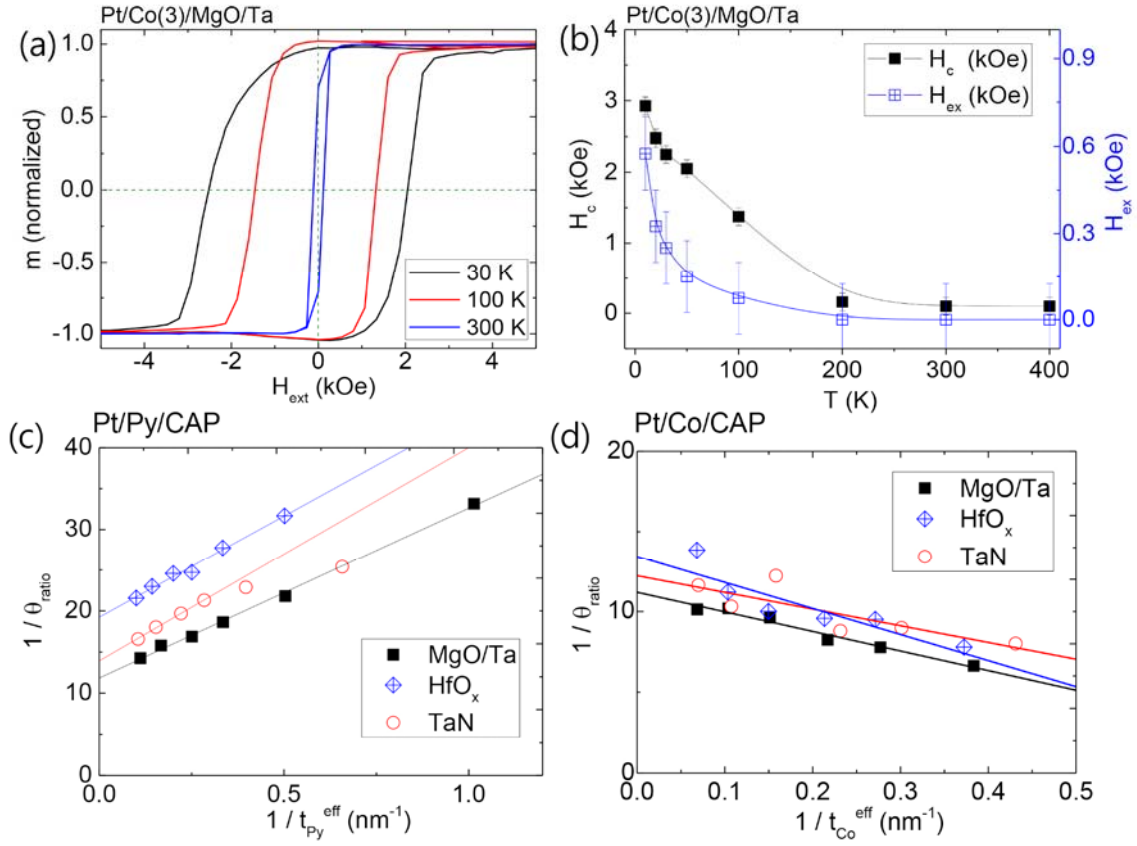 Pt/Co(3)/MgO/Ta
(a)
1.0
0.5
0.0
-0.5
-1.0
m (normalized)
30 K
100 K
300 K
-4 -2 0 2 4
H_ext (kOe)
Pt/Co(3)/MgO/Ta
(b)
H_c (kOe)
H_ex (kOe)
4
3
2
1
0
H_c (kOe)
0.9
0.6
0.3
0.0
H_ex (kOe)
0 100 200 300 400
T (K)
Pt/Py/CAP
(c)
40
30
20
10
0
1 / θ_ratio
MgO/Ta
HfO_x
TaN
0.0 0.5 1.0
1 / t_Py^eff (nm^-1)
Pt/Co/CAP
(d)
20
10
0
1 / θ_ratio
MgO/Ta
HfO_x
TaN
0.0 0.1 0.2 0.3 0.4 0.5
1 / t_Co^eff (nm^-1)